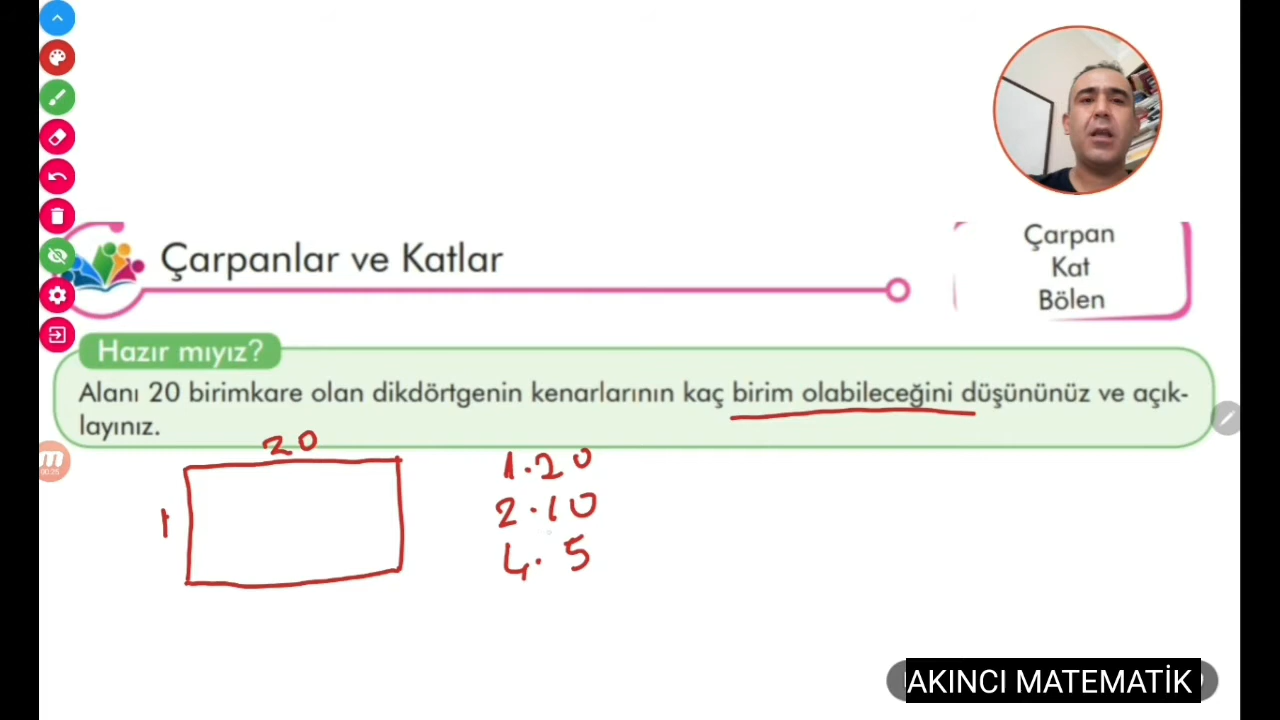 Çarpanlar ve Katlar
Çarpan
Kat
Bölen
Hazır mıyız?
Alanı 20 birimkare olan dikdörtgenin kenarlarının kaç birim olabileceğini düşününüz ve açık-
layınız.
20
1
1.20
2.10
4.5
AKINCI MATEMATİK